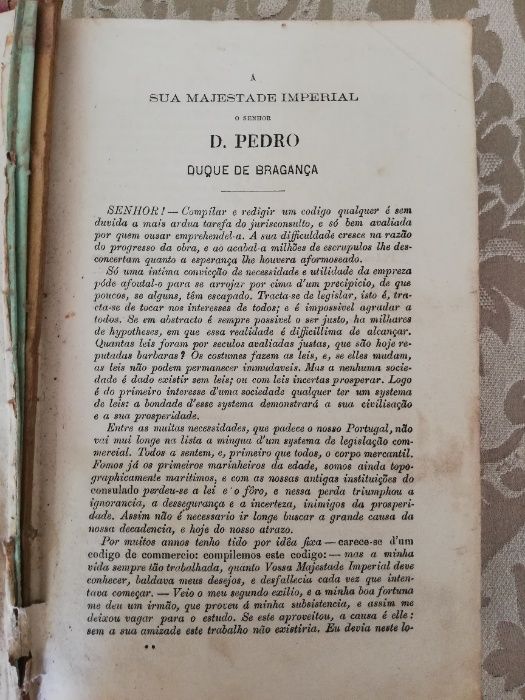 Á
SUA MAJESTADE IMPERIAL
O SENHOR
D. PEDRO
DUQUE DE BRAGANÇA
SENHOR! — Compilar e redigir um codigo qualquer é sem
duvida a mais ardua tarefa do jurisconsulto, e só bem avaliada
por quem ousar emprehendel-a. A sua difficuldade cresce na razão
do progresso da obra, e ao acabal-a milhões de escrupulos lhe des-
concertam quanto a esperança lhe houvera aformoseado.
Só uma intima convicção de necessidade e utilidade da empreza
póde afoutal-o para se arrojar por cima d'um precipicio, de que
poucos, se alguns, têm escapado. Tracta-se de legislar, isto é, tra-
cta-se de tocar nos interesses de todos; e é impossivel agradar a
todos. Se em abstracto é sempre possivel o ser justo, ha milhares
de hypotheses, em que essa realidade é difficillima de alcançar.
Quantas leis foram por seculos avaliadas justas, que são hoje re-
putadas barbaras? Os costumes fazem as leis, e, se elles mudam,
as leis não podem permanecer immudaveis. Mas a nenhuma socie-
dade é dado existir sem leis; ou com leis incertas prosperar. Logo
é do primeiro interesse d'uma sociedade qualquer ter um systema
de leis: a bondade d'esse systema demonstrará a sua civilisação
e a sua prosperidade.
Entre as muitas necessidades, que padece o nosso Portugal, não
vai mui longe na lista a mingua d'um systema de legislação com-
mercial. Todos a sentem, e, primeiro que todos, o corpo mercantil.
Fomos já os primeiros marinheiros da edade, somos ainda topo-
graphicamente maritimos, e com as nossas antigas instituições do
consulado perdeu-se a lei e o fôro, e nessa perda triumphou a
ignorancia, a dessegurança e a incerteza, inimigos da prosperi-
dade. Assim não é necessario ir longe buscar a grande causa da
nossa decadencia, e hoje do nosso atrazo.
Por muitos annos tenho tido por idêa fixa — carece-se d'um
codigo de commercio: compilemos este codigo: — mas a minha
vida sempre tão trabalhada, quanto Vossa Majestade Imperial deve
conhecer, baldava meus desejos, e desfalleciu cada vez que inten-
tava começar. — Veio o meu segundo exilio, e a minha boa fortuna
me deu um irmão, que proveu á minha subsistencia, e assim me
deixou vagar para o estudo. Se este aproveitou, a causa é elle:
sem a sua amizade este trabalho não existiria. Eu devia neste lo-
**